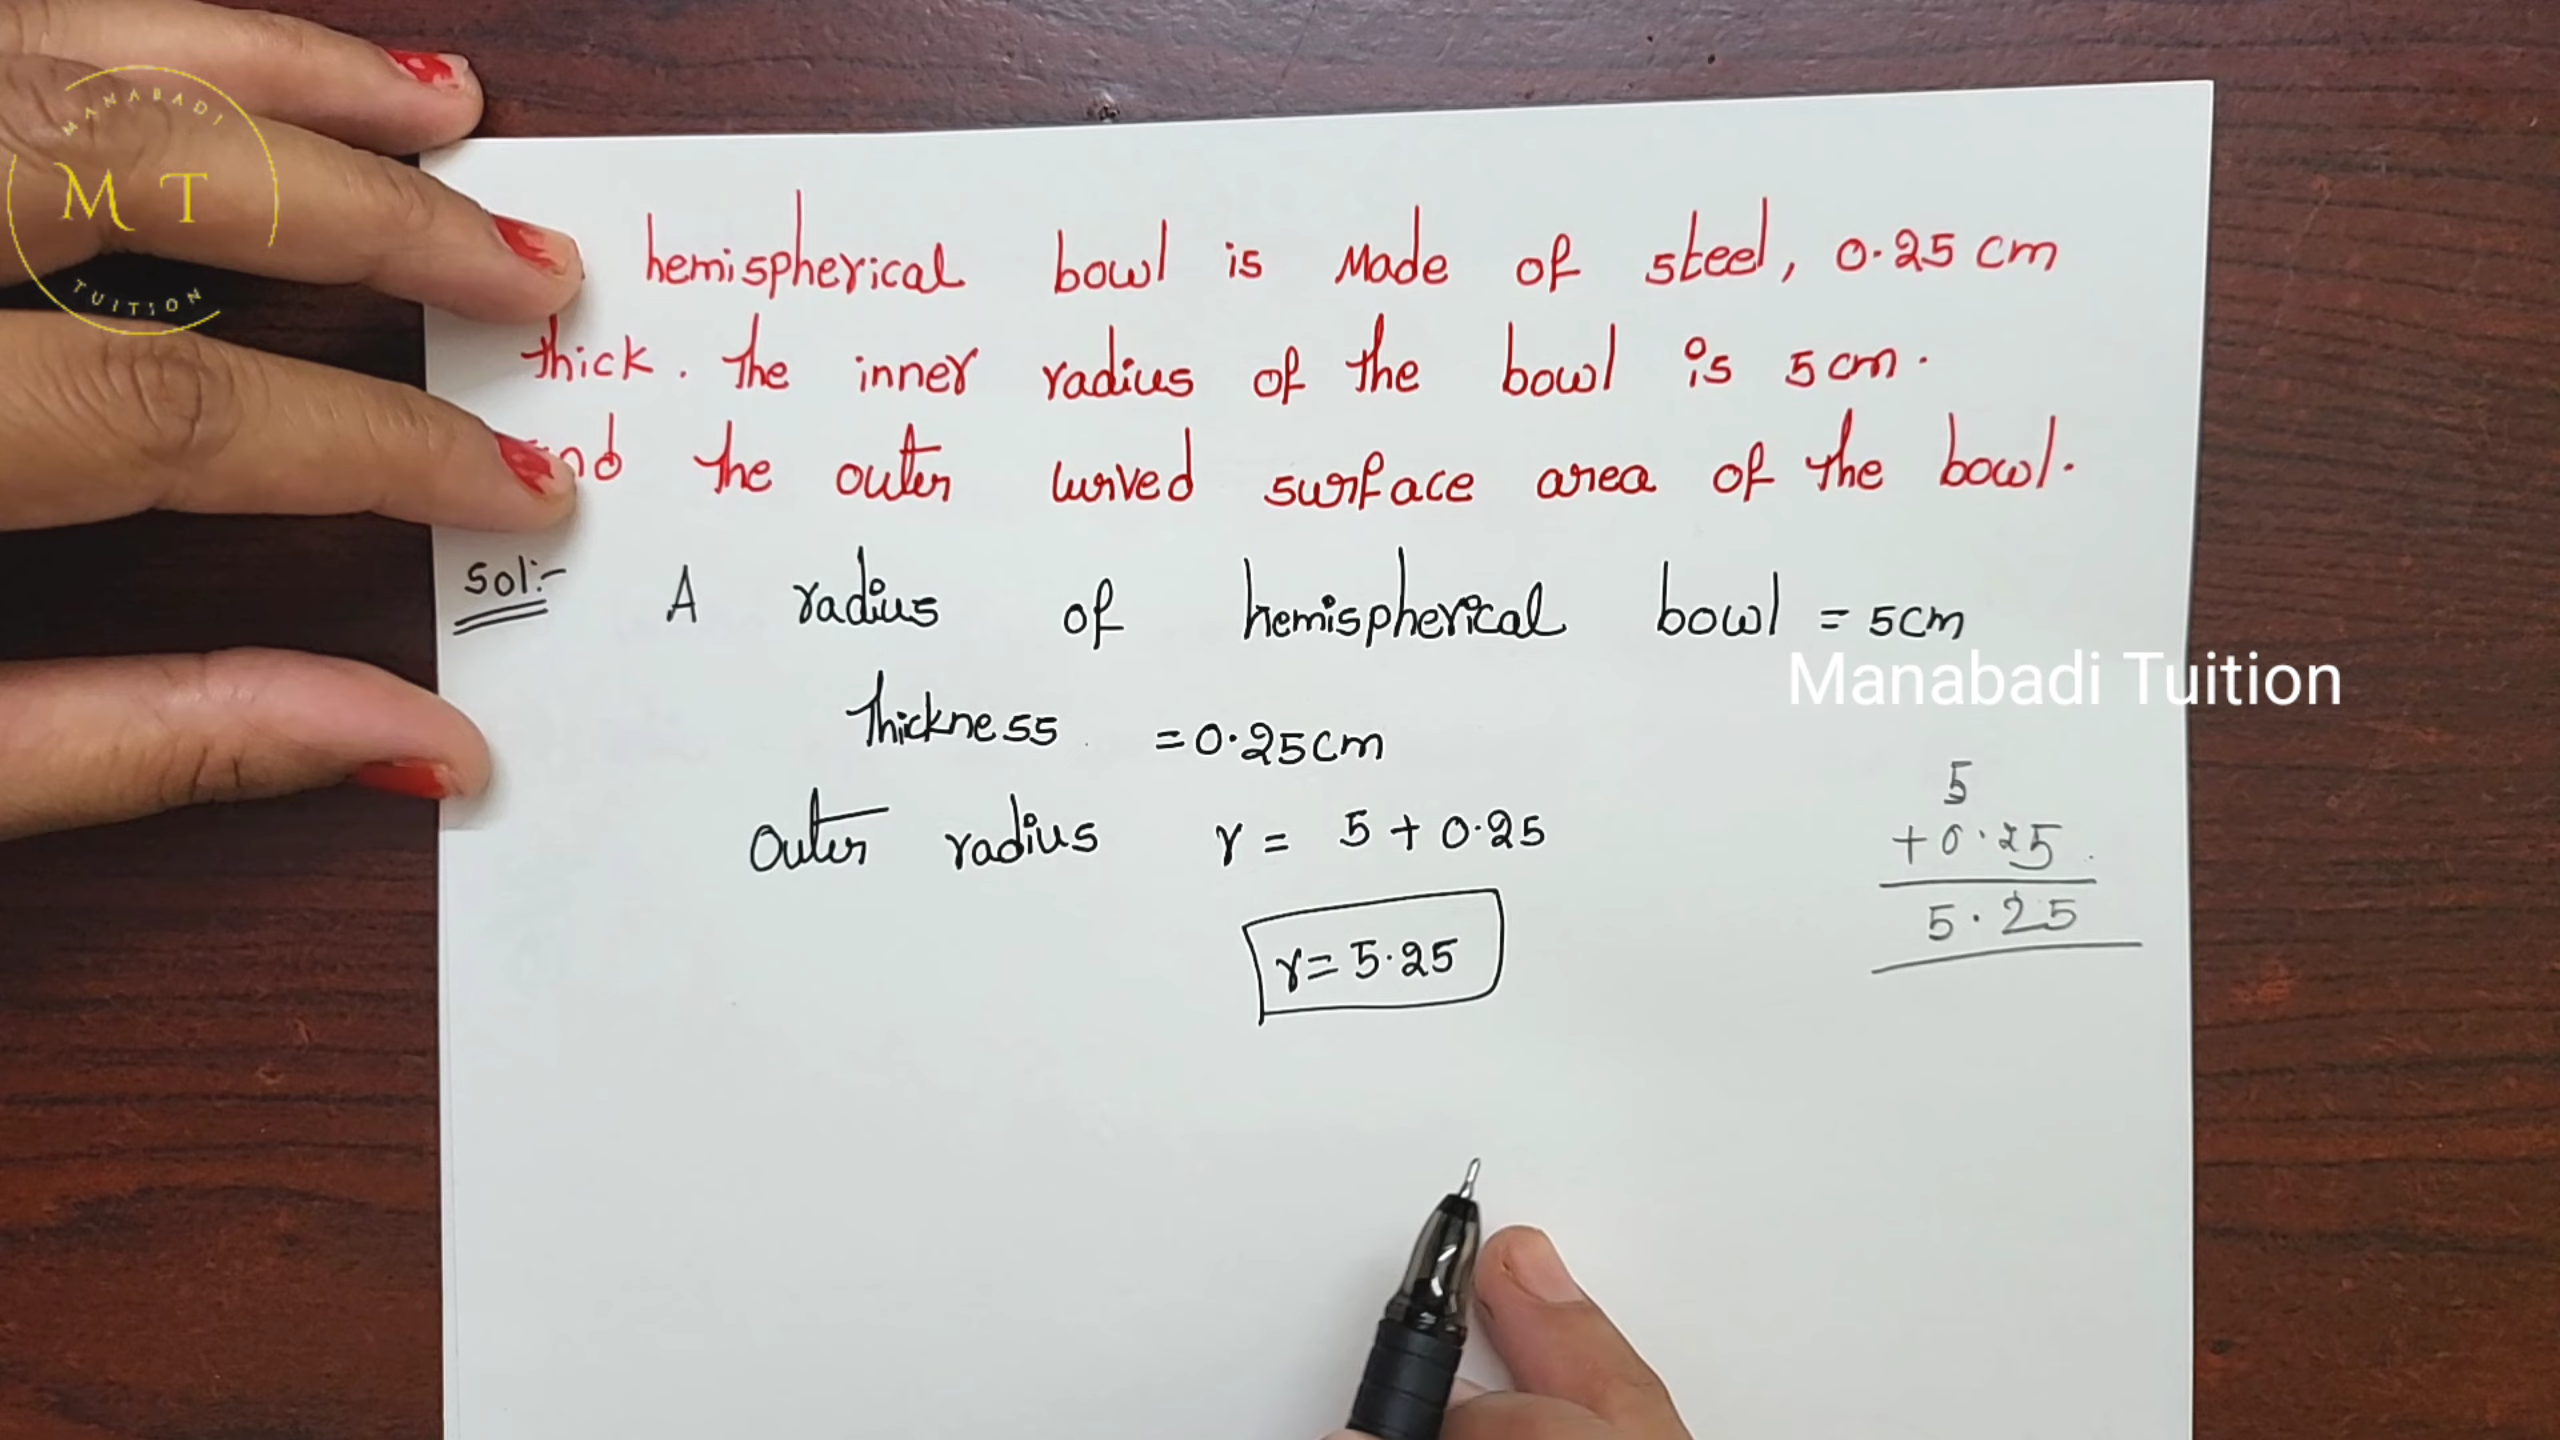 MANABADI
M T
TUITION
hemispherical bowl is Made of steel, 0.25 cm
thick. The inner radius of the bowl is 5cm.
the outer curved surface area of the bowl.
Sol:- A radius of hemispherical bowl = 5cm
Manabadi Tuition
Thickness = 0.25cm
Outer radius r = 5 + 0.25
r = 5.25
5
+0.25
5.25